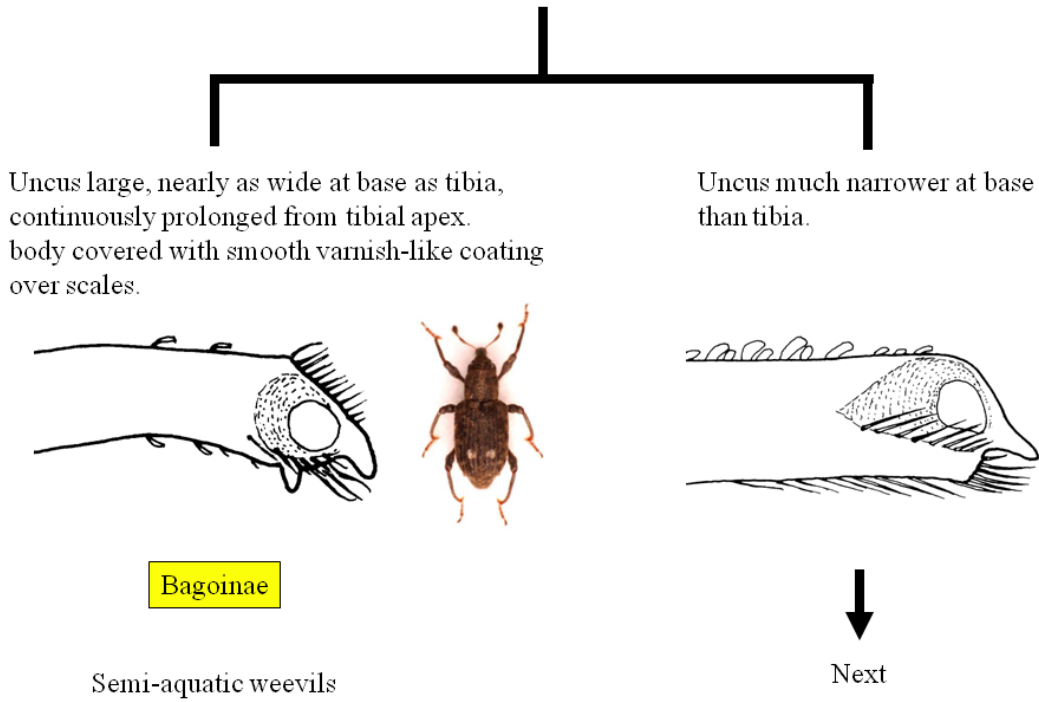 Uncus large, nearly as wide at base as tibia,
continuously prolonged from tibial apex.
body covered with smooth varnish-like coating
over scales.
Uncus much narrower at base
than tibia.
Bagoinae
Semi-aquatic weevils
Next